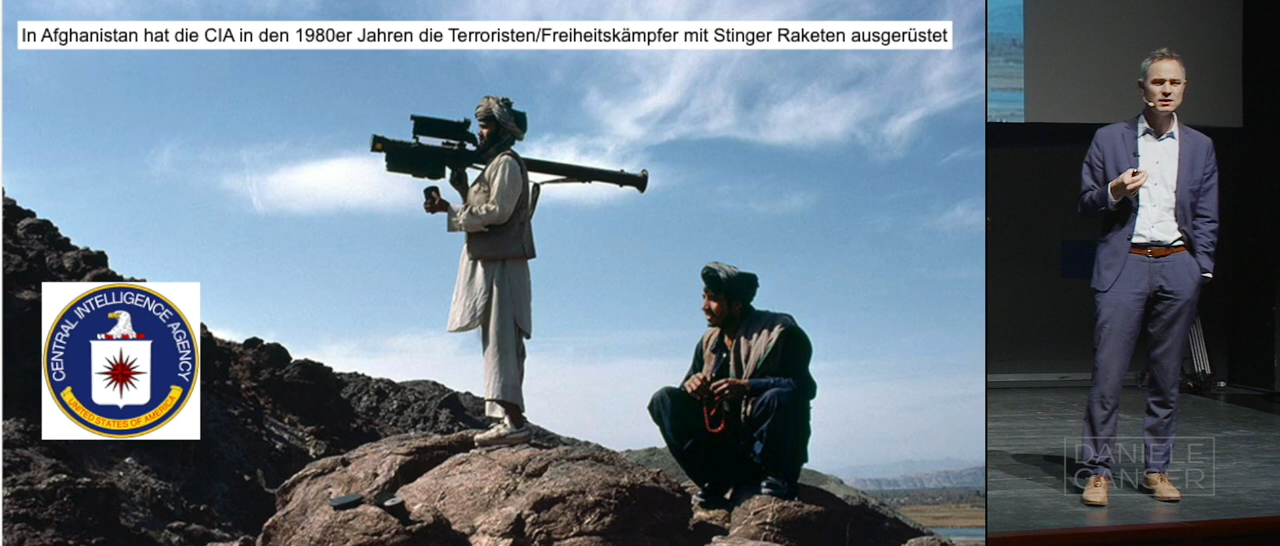 In Afghanistan hat die CIA in den 1980er Jahren die Terroristen/Freiheitskämpfer mit Stinger Raketen ausgerüstet
CENTRAL INTELLIGENCE AGENCY
UNITED STATES OF AMERICA
DANIELE
GANSER